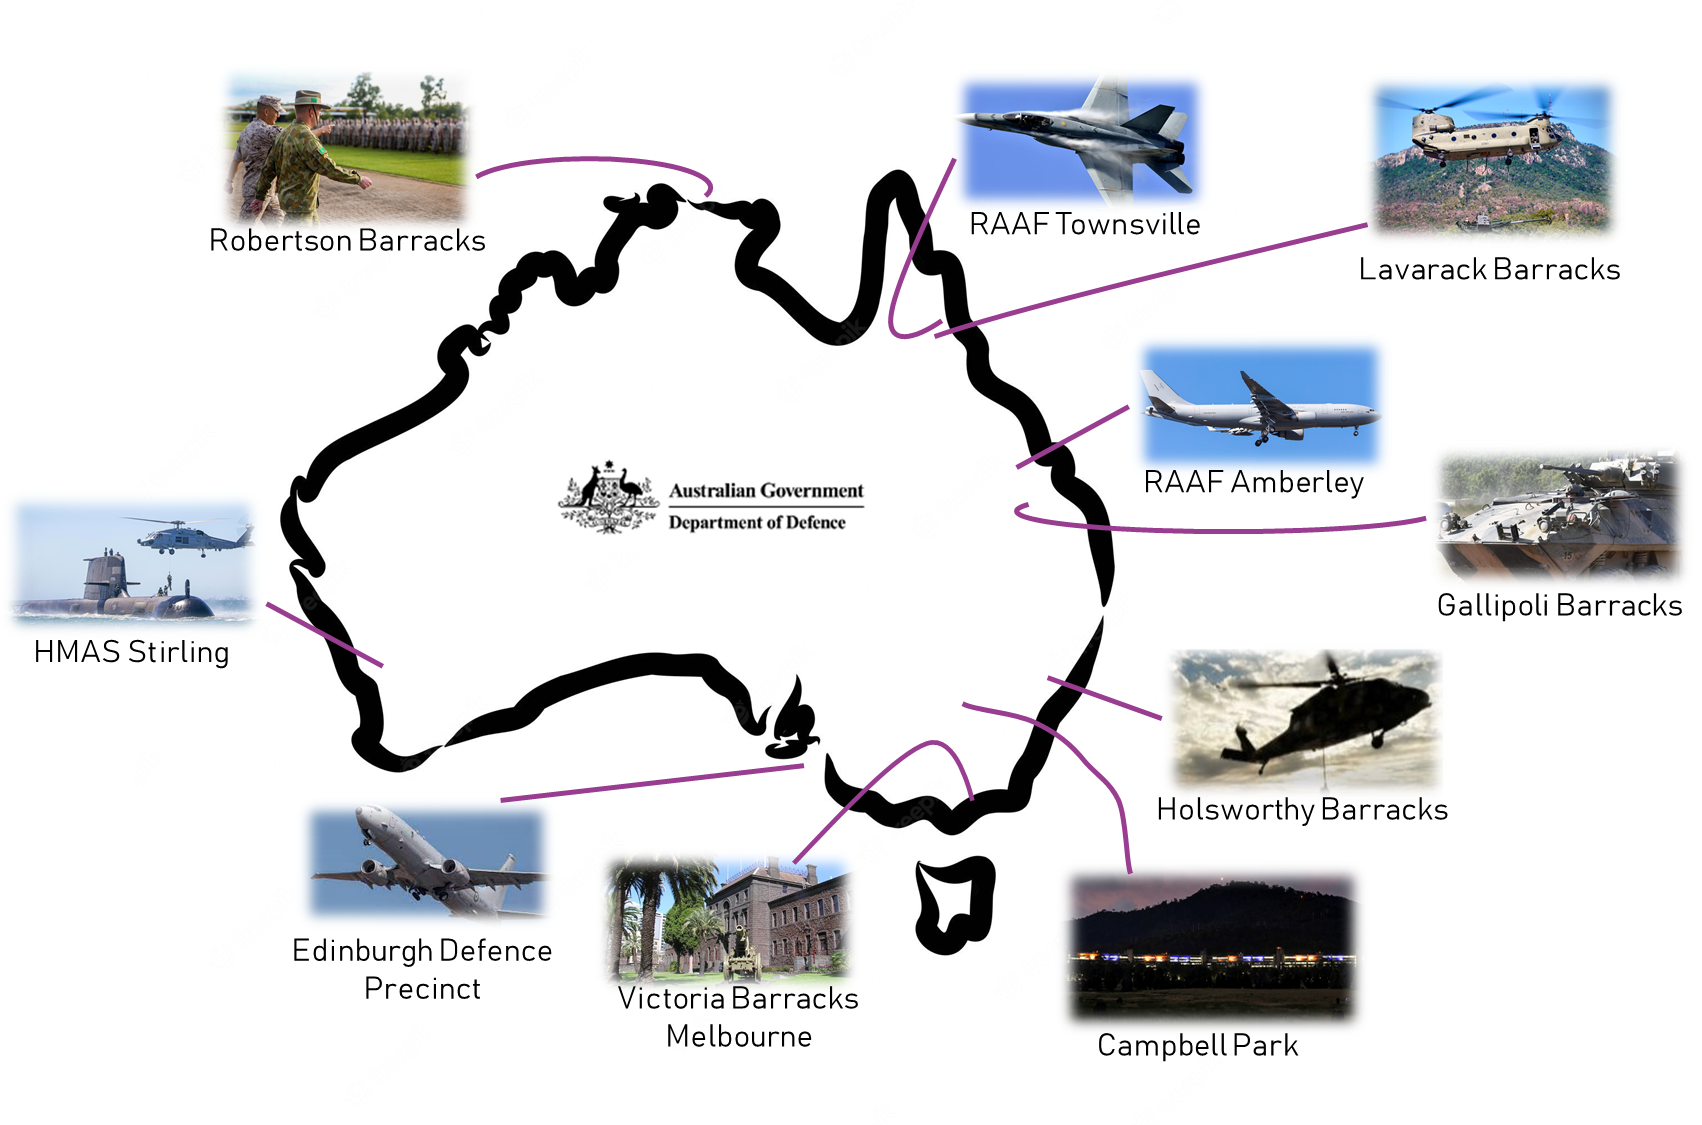 Robertson Barracks
RAAF Townsville
Lavarack Barracks
RAAF Amberley
Australian Government
Department of Defence
Gallipoli Barracks
HMAS Stirling
Holsworthy Barracks
Edinburgh Defence
Precinct
Victoria Barracks
Melbourne
Campbell Park